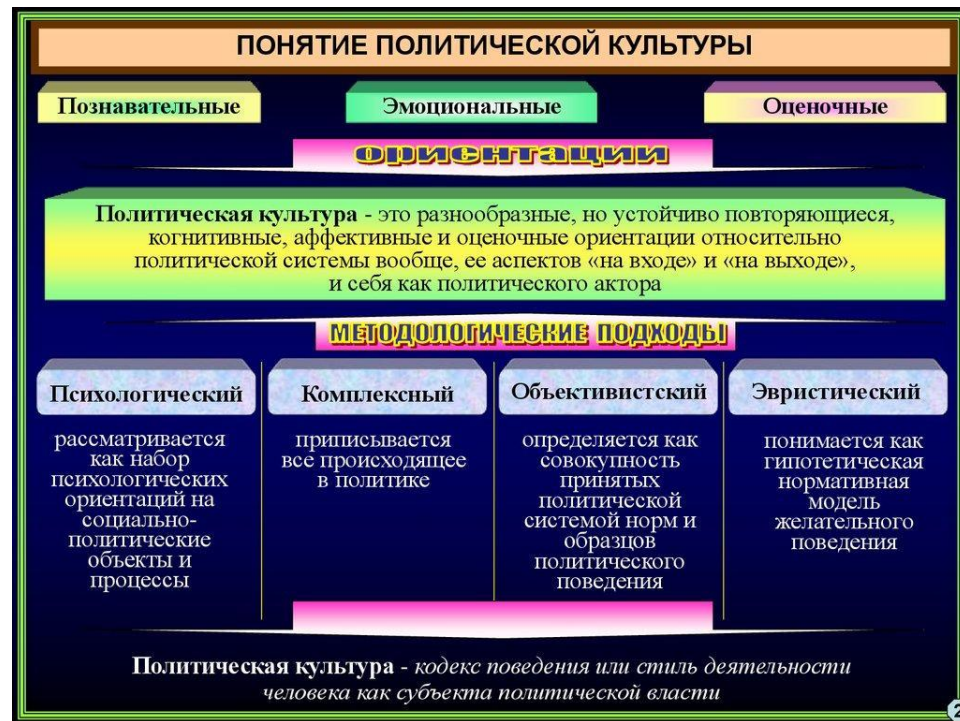 ПОНЯТИЕ ПОЛИТИЧЕСКОЙ КУЛЬТУРЫ
Познавательные
Эмоциональные
Оценочные
ориентации
Политическая культура - это разнообразные, но устойчиво повторяющиеся,
когнитивные, аффективные и оценочные ориентации относительно
политической системы вообще, ее аспектов «на входе» и «на выходе»,
и себя как политического актора
МЕТОДОЛОГИЧЕСКИЕ ПОДХОДЫ
Психологический
рассматривается
как набор
психологических
ориентаций на
социально-
политические
объекты и
процессы
Комплексный
приписывается
все происходящее
в политике
Объективистский
определяется как
совокупность
принятых
политической
системой норм и
образцов
политического
поведения
Эвристический
понимается как
гипотетическая
нормативная
модель
желательного
поведения
Политическая культура - кодекс поведения или стиль деятельности
человека как субъекта политической власти
2